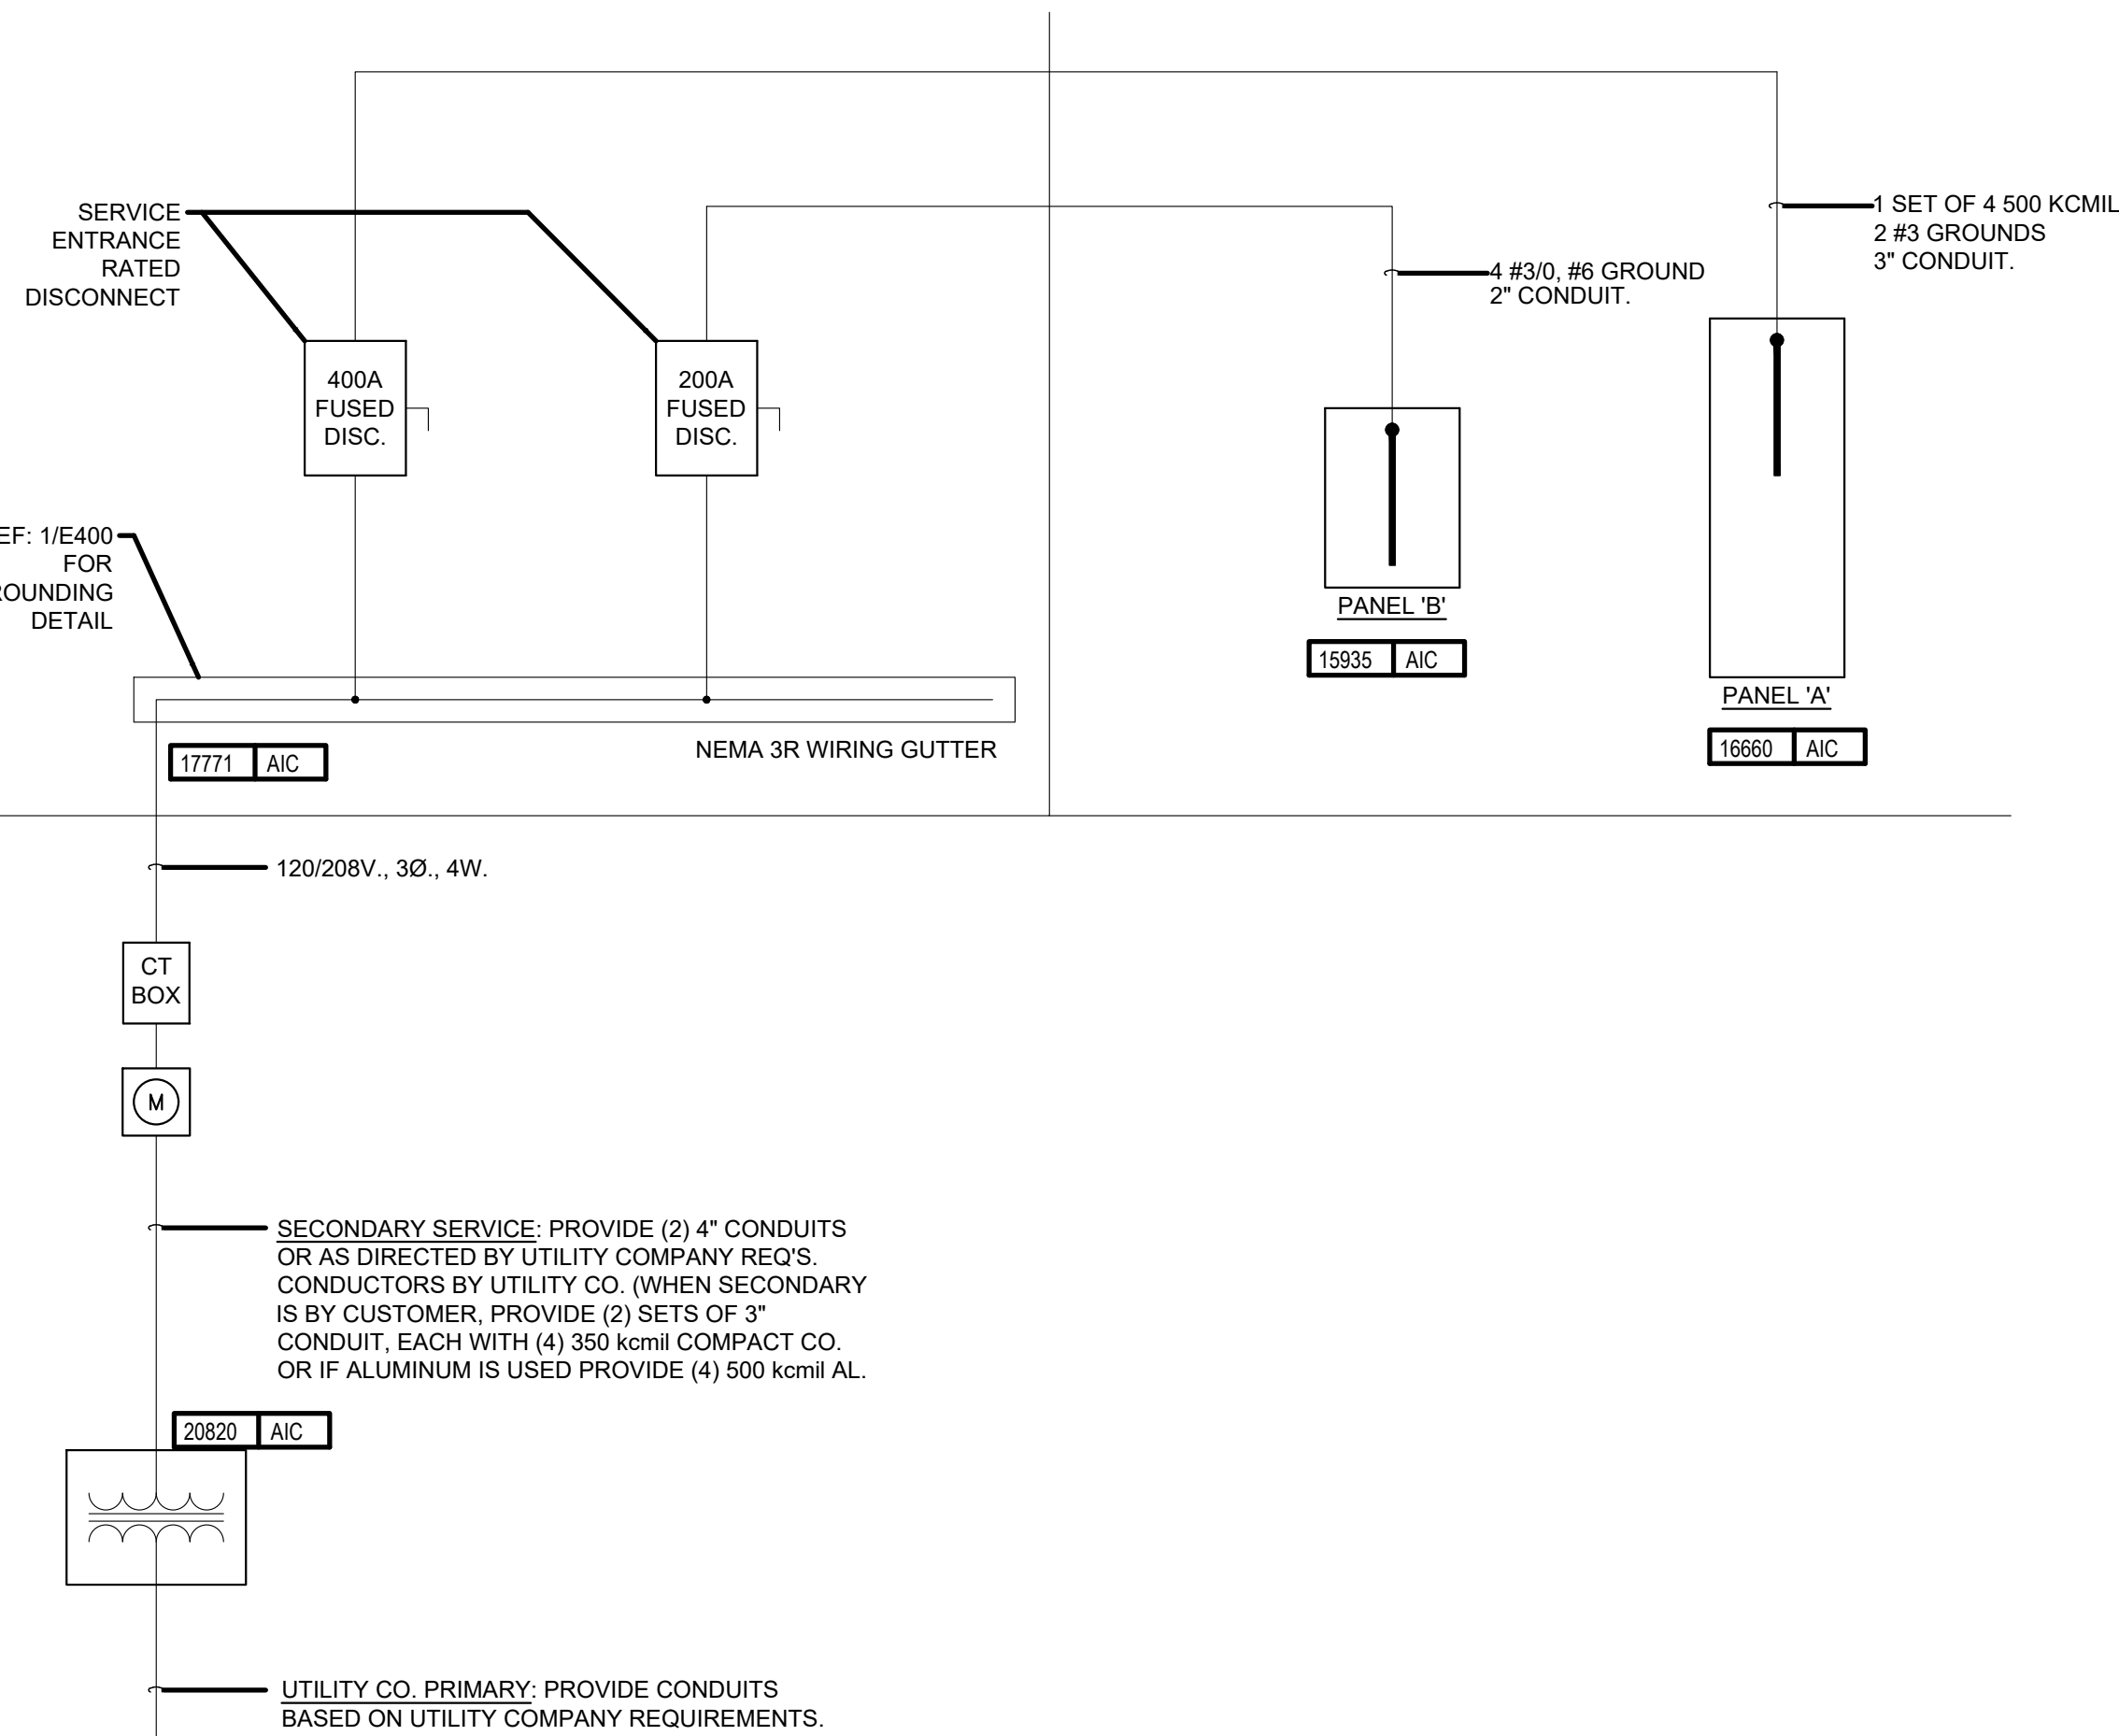 SERVICE
ENTRANCE
RATED
DISCONNECT
1 SET OF 4 500 KCMIL
2 #3 GROUNDS
3" CONDUIT.
4 #3/0, #6 GROUND
2" CONDUIT.
400A
FUSED
DISC.
200A
FUSED
DISC.
EF: 1/E400
FOR
ROUNDING
DETAIL
PANEL 'B'
15935 AIC
PANEL 'A'
16660 AIC
17771 AIC
NEMA 3R WIRING GUTTER
120/208V., 3Ø., 4W.
CT
BOX
M
SECONDARY SERVICE: PROVIDE (2) 4" CONDUITS
OR AS DIRECTED BY UTILITY COMPANY REQ'S.
CONDUCTORS BY UTILITY CO. (WHEN SECONDARY
IS BY CUSTOMER, PROVIDE (2) SETS OF 3"
CONDUIT, EACH WITH (4) 350 kcmil COMPACT CO.
OR IF ALUMINUM IS USED PROVIDE (4) 500 kcmil AL.
20820 AIC
UTILITY CO. PRIMARY: PROVIDE CONDUITS
BASED ON UTILITY COMPANY REQUIREMENTS.